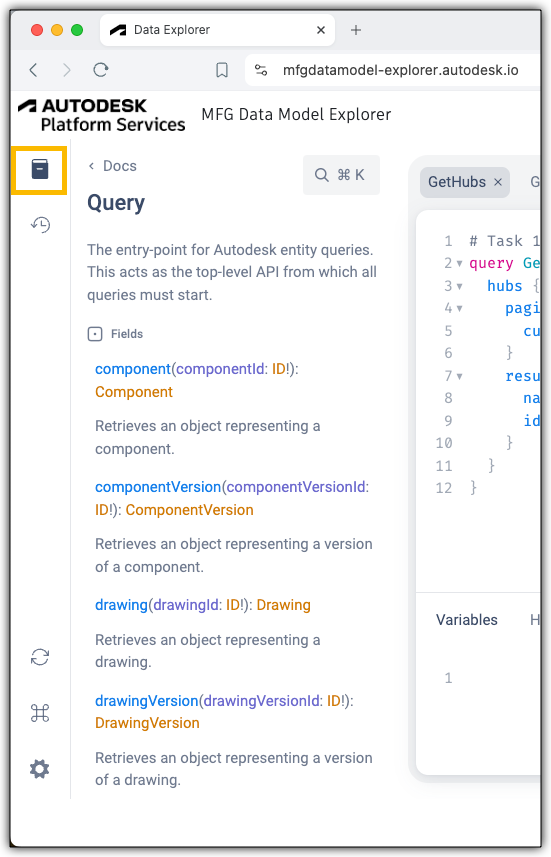 Data Explorer
mfgdatamodel-explorer.autodesk.io
AUTODESK
Platform Services
MFG Data Model Explorer
Docs
⌘ K
Query
The entry-point for Autodesk entity queries.
This acts as the top-level API from which all
queries must start.
Fields
component(componentId: ID!):
Component
Retrieves an object representing a
component.
componentVersion(componentVersionId:
ID!): ComponentVersion
Retrieves an object representing a version
of a component.
drawing(drawingId: ID!): Drawing
Retrieves an object representing a
drawing.
drawingVersion(drawingVersionId: ID!):
DrawingVersion
Retrieves an object representing a version
of a drawing.
GetHubs × G
1 # Task 1
2 query Ge
3 hubs {
4 pagi
5 cu
6 }
7 resu
8 na
9 id
10 }
11 }
12 }
Variables H
1